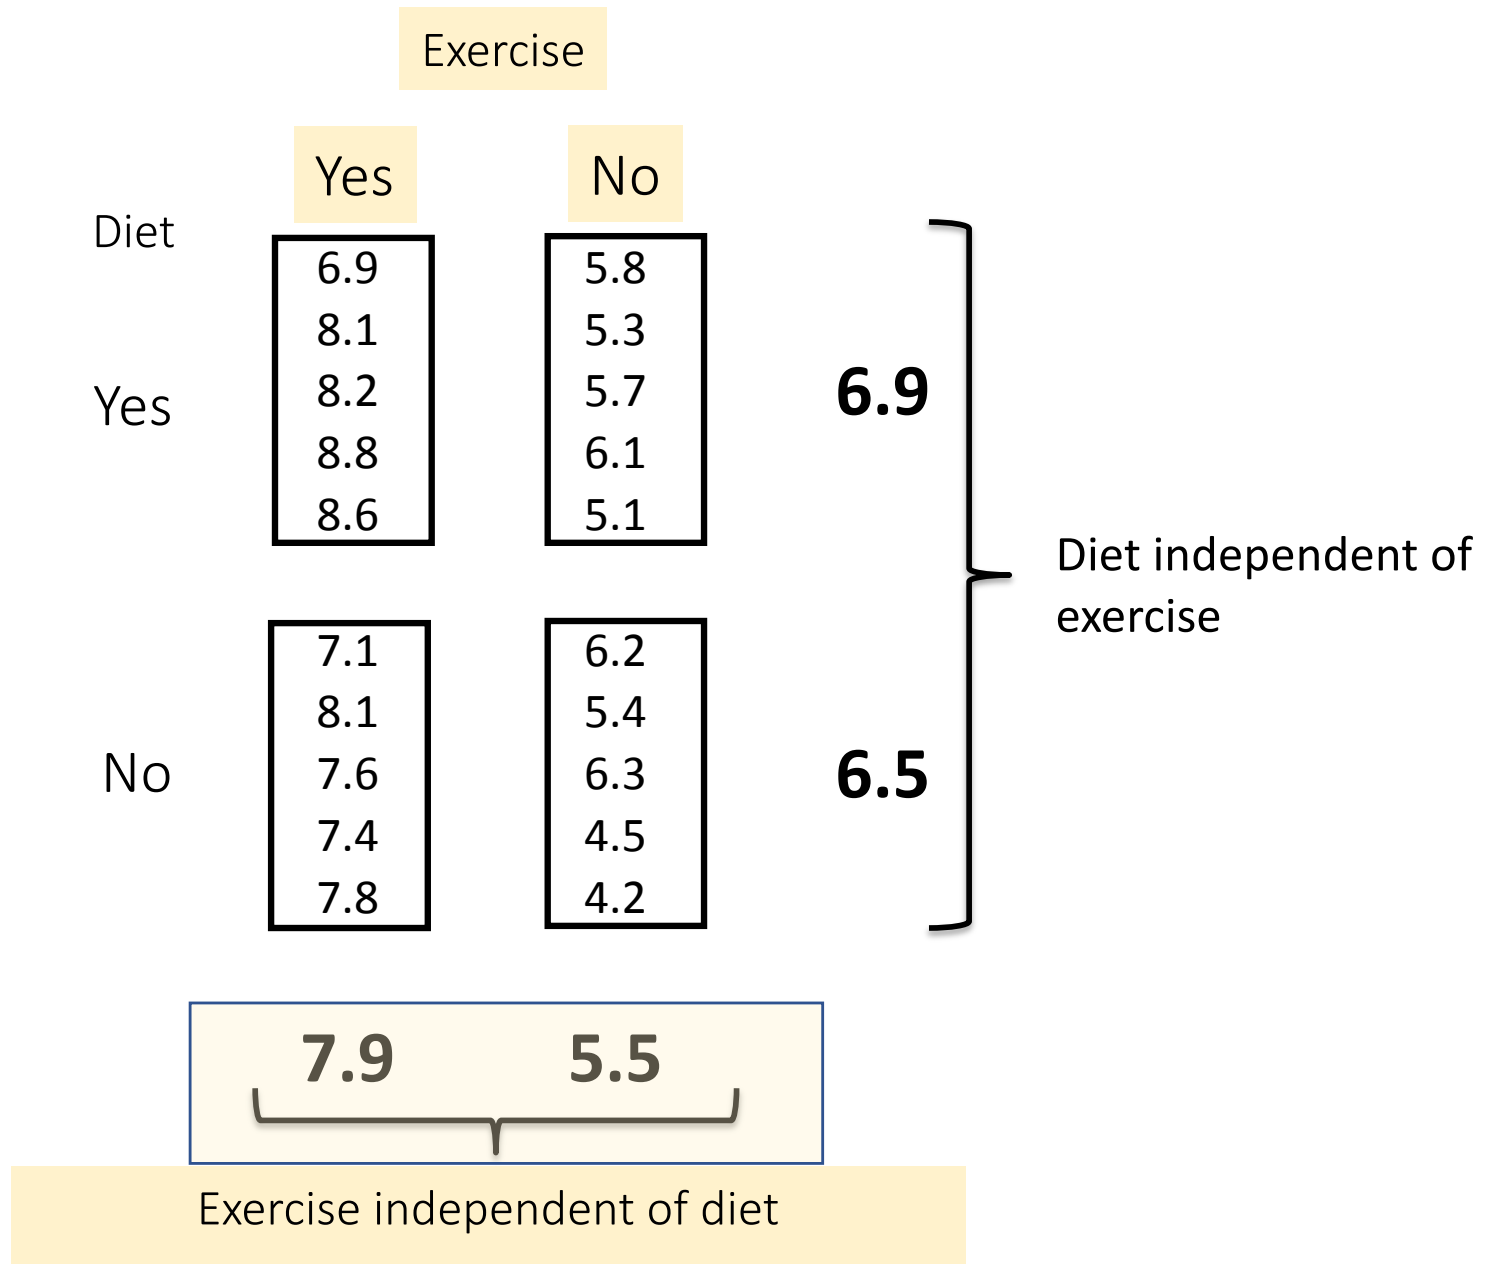 Exercise
Yes No
Diet
6.9 5.8
8.1 5.3
Yes 8.2 5.7 6.9
8.8 6.1
8.6 5.1
Diet independent of
exercise
7.1 6.2
8.1 5.4
No 7.6 6.3 6.5
7.4 4.5
7.8 4.2
7.9 5.5
Exercise independent of diet